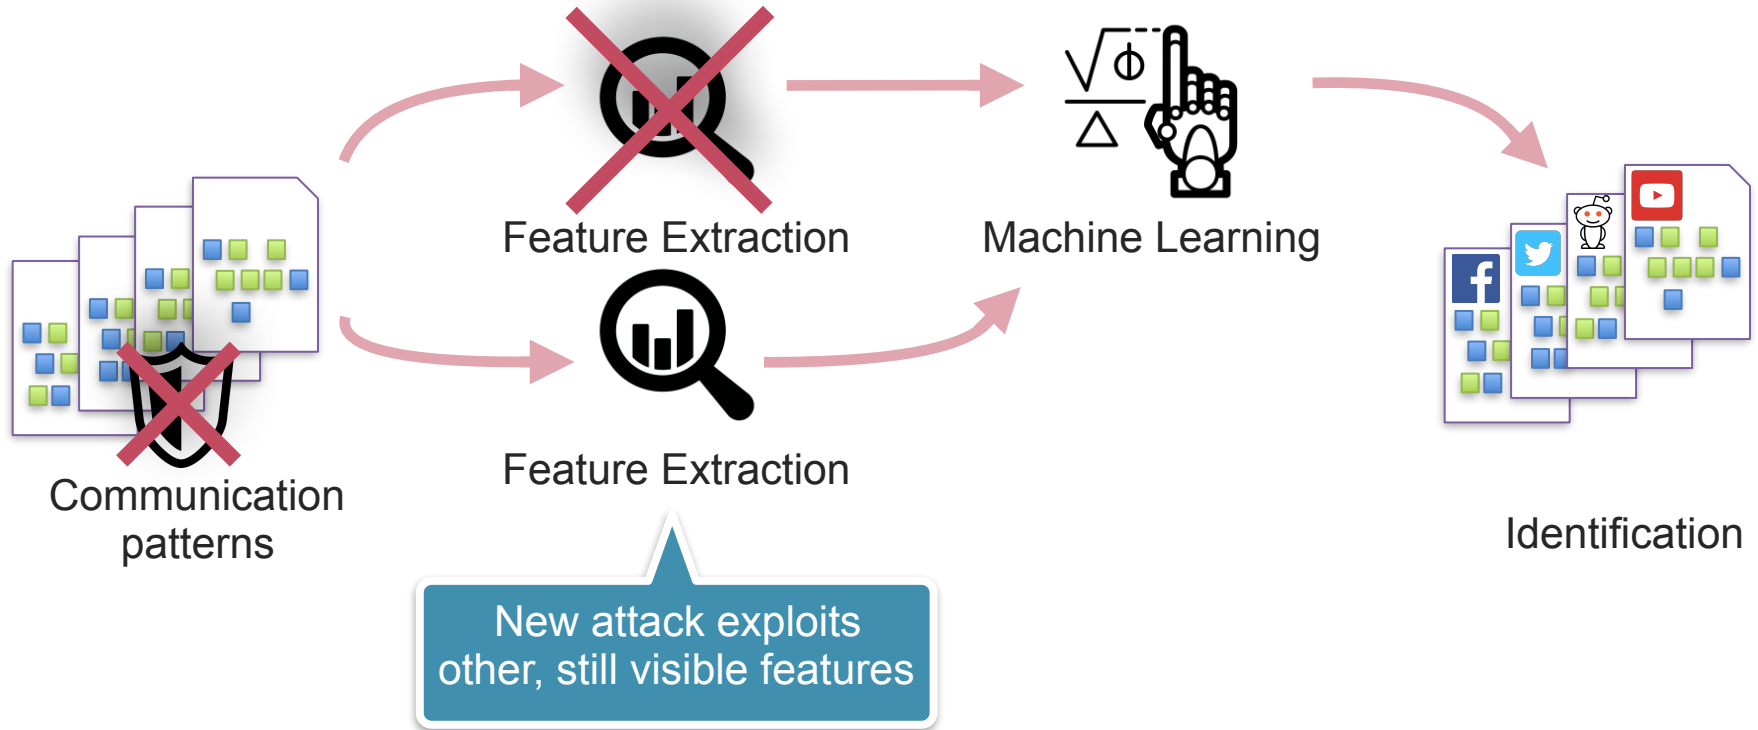 Feature Extraction
Machine Learning
Communication
patterns
Feature Extraction
Identification
New attack exploits
other, still visible features